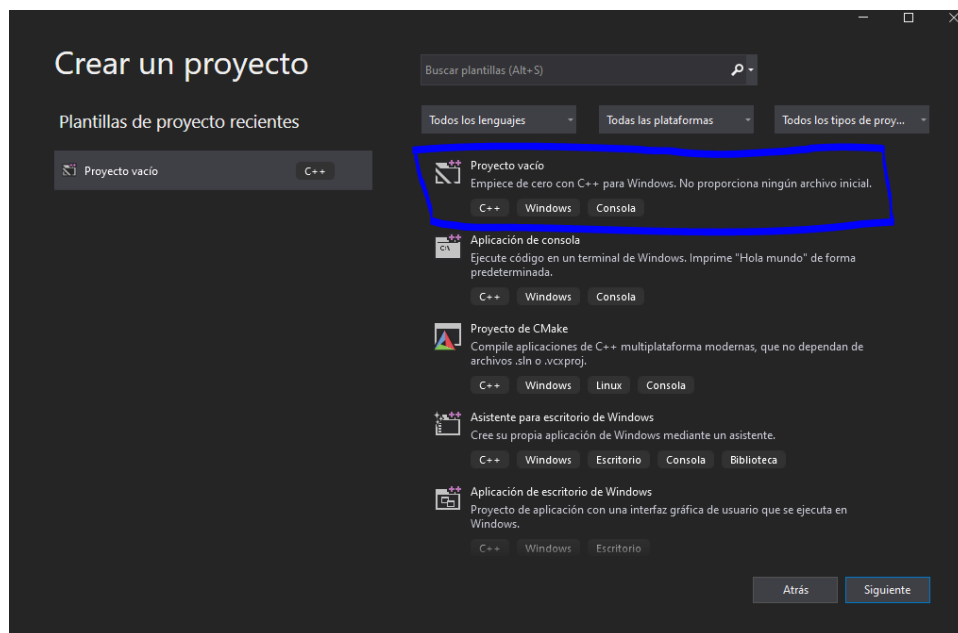 Crear un proyecto
Buscar plantillas (Alt+S)
Plantillas de proyecto recientes
Todos los lenguajes
Todas las plataformas
Todos los tipos de proy...
Proyecto vacío
C++
Proyecto vacío
Empiece de cero con C++ para Windows. No proporciona ningún archivo inicial.
C++ Windows Consola
Aplicación de consola
Ejecute código en un terminal de Windows. Imprime "Hola mundo" de forma
predeterminada.
C++ Windows Consola
Proyecto de CMake
Compile aplicaciones de C++ multiplataforma modernas, que no dependan de
archivos .sln o .vcxproj.
C++ Windows Linux Consola
Asistente para escritorio de Windows
Cree su propia aplicación de Windows mediante un asistente.
C++ Windows Escritorio Consola Biblioteca
Aplicación de escritorio de Windows
Proyecto de aplicación con una interfaz gráfica de usuario que se ejecuta en
Windows.
C++ Windows Escritorio
Atrás
Siguiente